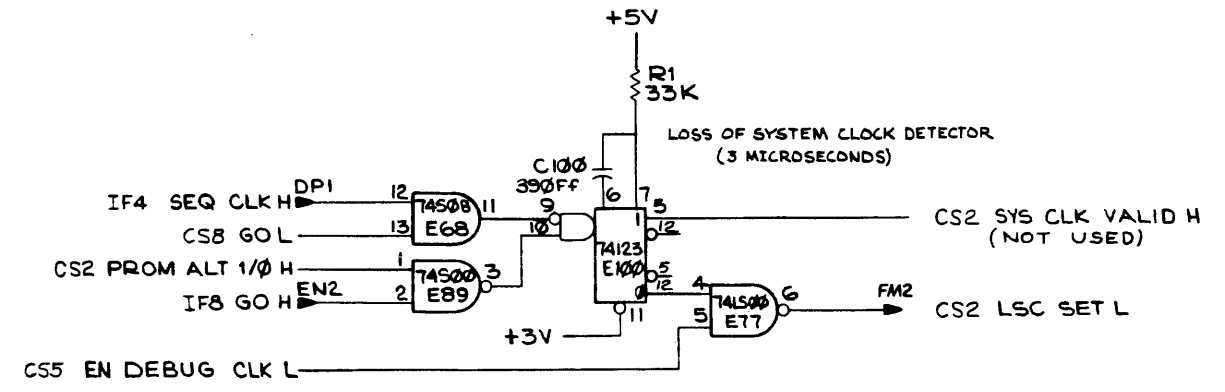 +5V
R1
33K
LOSS OF SYSTEM CLOCK DETECTOR
(3 MICROSECONDS)
C1ØØ
39ØFf
6
7
IF4 SEQ CLK H
DP1
12
74SØ8
11
E68
CS8 GO L
13
9
1Ø
CS2 PROM ALT 1/Ø H
1
74SØØ
3
E89
IF8 GO H
EN2
2
1
5
12
74123
E1ØØ
5
12
Ø
11
+3V
CS2 SYS CLK VALID H
(NOT USED)
4
74LSØØ
6
5
E77
FM2
CS2 LSC SET L
CS5 EN DEBUG CLK L